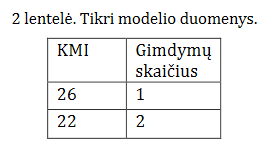 2 lentelė. Tikri modelio duomenys.
KMI Gimdymų
skaičius
26 1
22 2